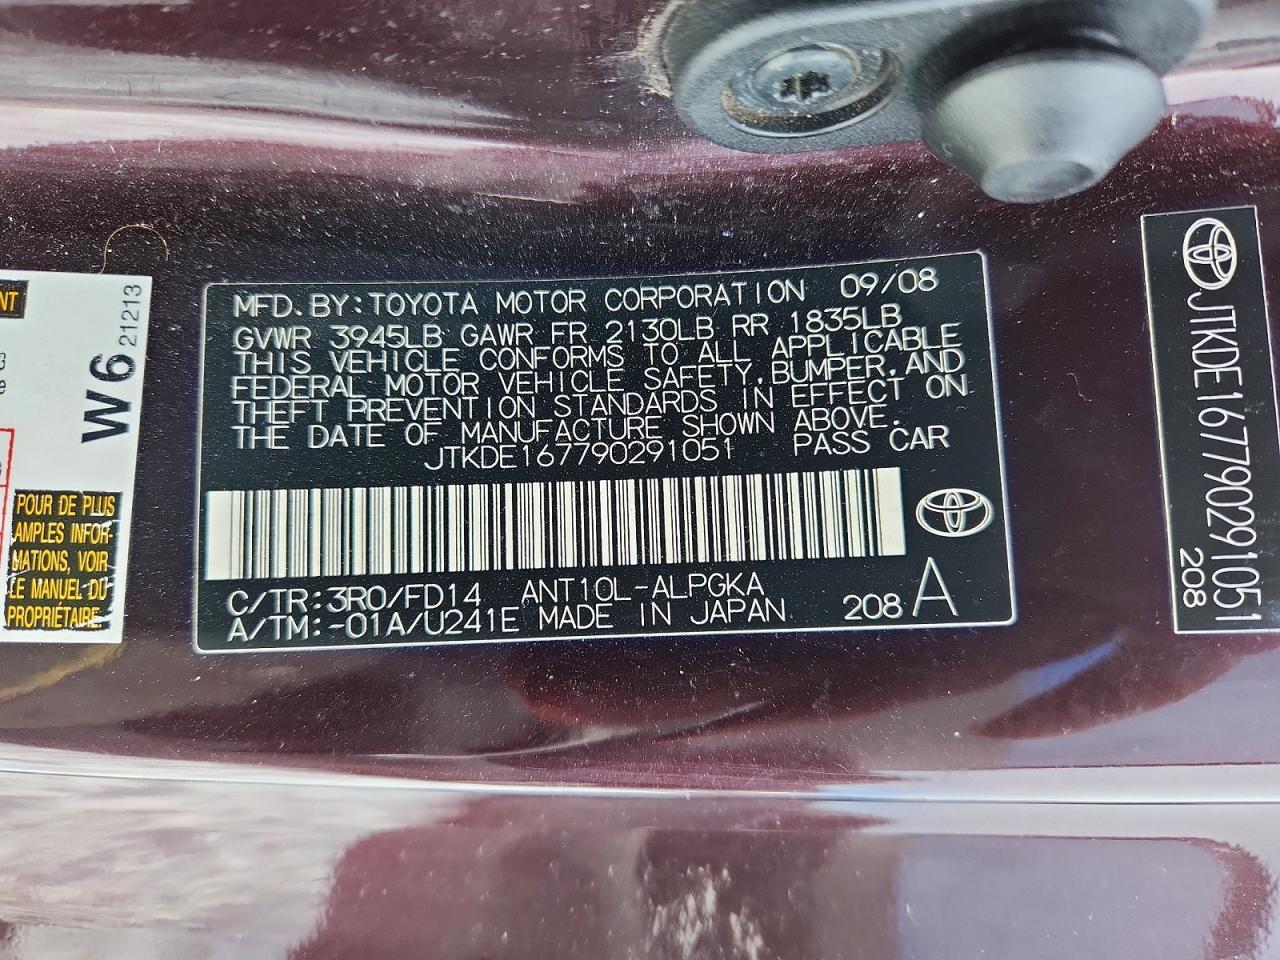 NT
W6
21213
POUR DE PLUS
AMPLES INFOR-
MATIONS, VOIR
LE MANUEL DU
PROPRIÉTAIRE.
MFD.BY:TOYOTA MOTOR CORPORATION 09/08
GVWR 3945LB GAWR FR 2130LB RR 1835LB
THIS VEHICLE CONFORMS TO ALL APPLICABLE
FEDERAL MOTOR VEHICLE SAFETY,BUMPER,AND
THEFT PREVENTION STANDARDS IN EFFECT ON
THE DATE OF MANUFACTURE SHOWN ABOVE.
JTKDE167790291051 PASS CAR
C/TR:3R0/FD14 ANT10L-ALPGKA
A/TM:-01A/U241E MADE IN JAPAN 208 A
JTKDE167790291051
208